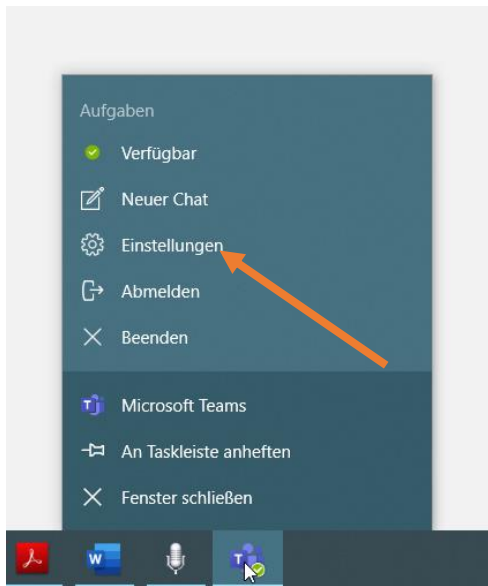 Aufgaben
Verfügbar
Neuer Chat
Einstellungen
Abmelden
Beenden
Microsoft Teams
An Taskleiste anheften
Fenster schließen